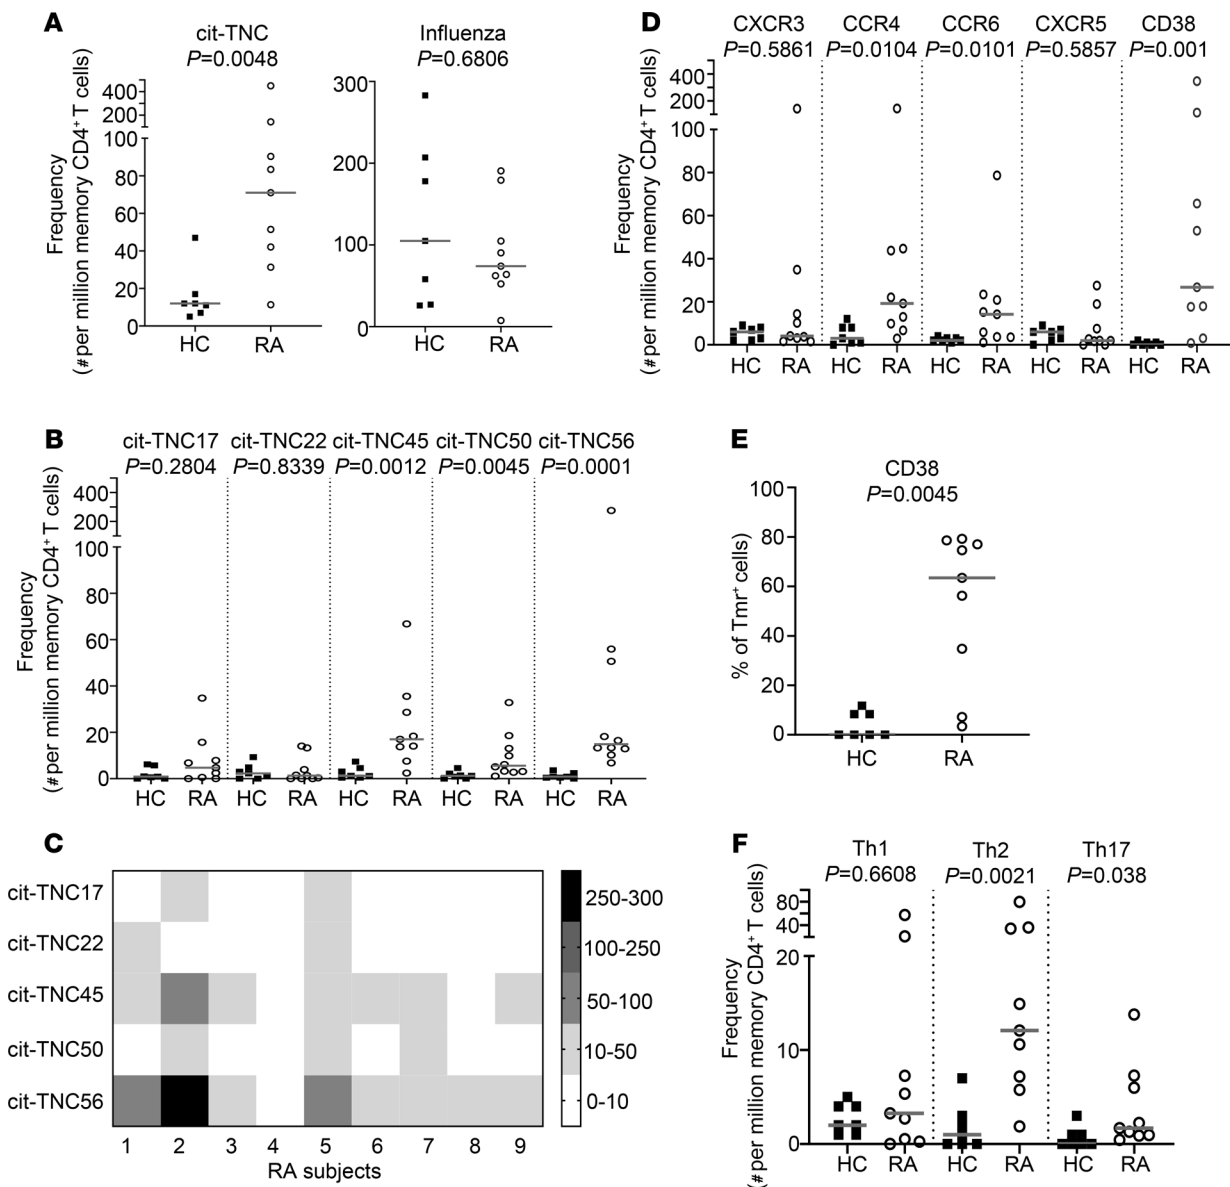 A
cit-TNC
P=0.0048
Influenza
P=0.6806
Frequency
(# per million memory CD4+ T cells)
400
200
100
80
60
40
20
0
HC RA
300
200
100
0
HC RA
B
cit-TNC17 cit-TNC22 cit-TNC45 cit-TNC50 cit-TNC56
P=0.2804 P=0.8339 P=0.0012 P=0.0045 P=0.0001
Frequency
(# per million memory CD4+ T cells)
400
200
100
80
60
40
20
0
HC RA HC RA HC RA HC RA HC RA
C
cit-TNC17
cit-TNC22
cit-TNC45
cit-TNC50
cit-TNC56
1 2 3 4 5 6 7 8 9
RA subjects
250-300
100-250
50-100
10-50
0-10
D
CXCR3 CCR4 CCR6 CXCR5 CD38
P=0.5861 P=0.0104 P=0.0101 P=0.5857 P=0.001
Frequency
(# per million memory CD4+ T cells)
400
200
100
80
60
40
20
0
HC RA HC RA HC RA HC RA HC RA
E
CD38
P=0.0045
% of Tmr+ cells)
100
80
60
40
20
0
HC RA
F
Th1 Th2 Th17
P=0.6608 P=0.0021 P=0.038
Frequency
(# per million memory CD4+ T cells)
80
40
20
10
0
HC RA HC RA HC RA